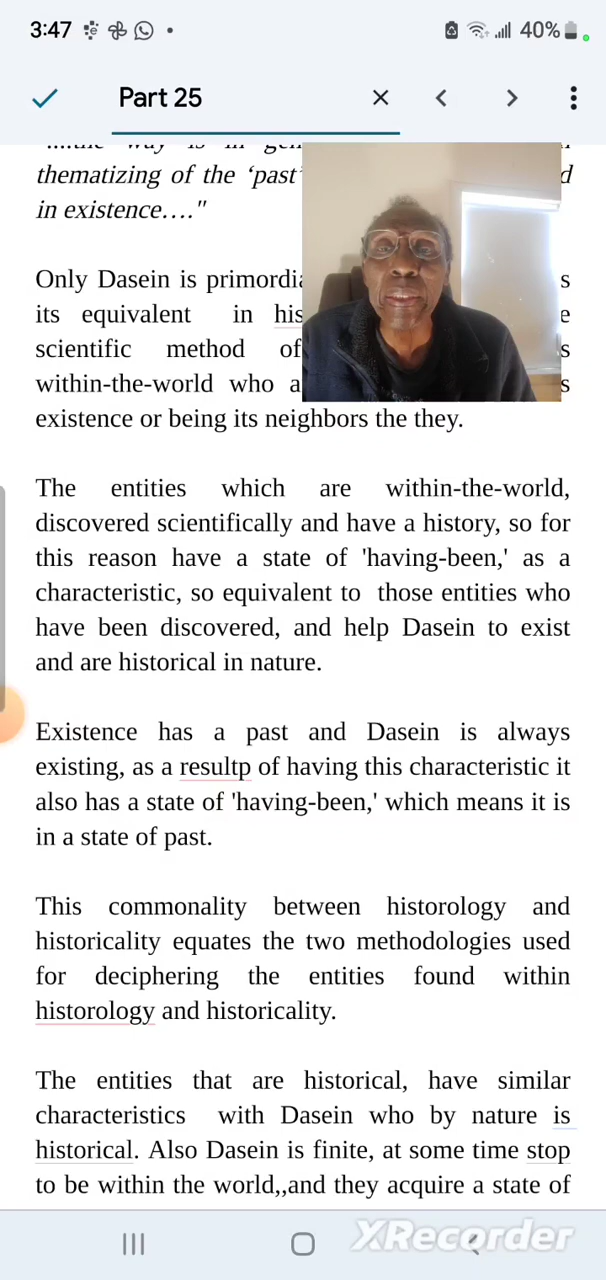 3:47
40%
Part 25
"....the way is in
thematizing of the 'past' d
in existence...."
Only Dasein is s
its equivalent in e
scientific method of s
within-the-world who a s
existence or being its neighbors the they.
The entities which are within-the-world,
discovered scientifically and have a history, so for
this reason have a state of 'having-been,' as a
characteristic, so equivalent to those entities who
have been discovered, and help Dasein to exist
and are historical in nature.
Existence has a past and Dasein is always
existing, as a resultp of having this characteristic it
also has a state of 'having-been,' which means it is
in a state of past.
This commonality between historology and
historicality equates the two methodologies used
for deciphering the entities found within
historology and historicality.
The entities that are historical, have similar
characteristics with Dasein who by nature is
historical. Also Dasein is finite, at some time stop
to be within the world,,and they acquire a state of
XRecorder